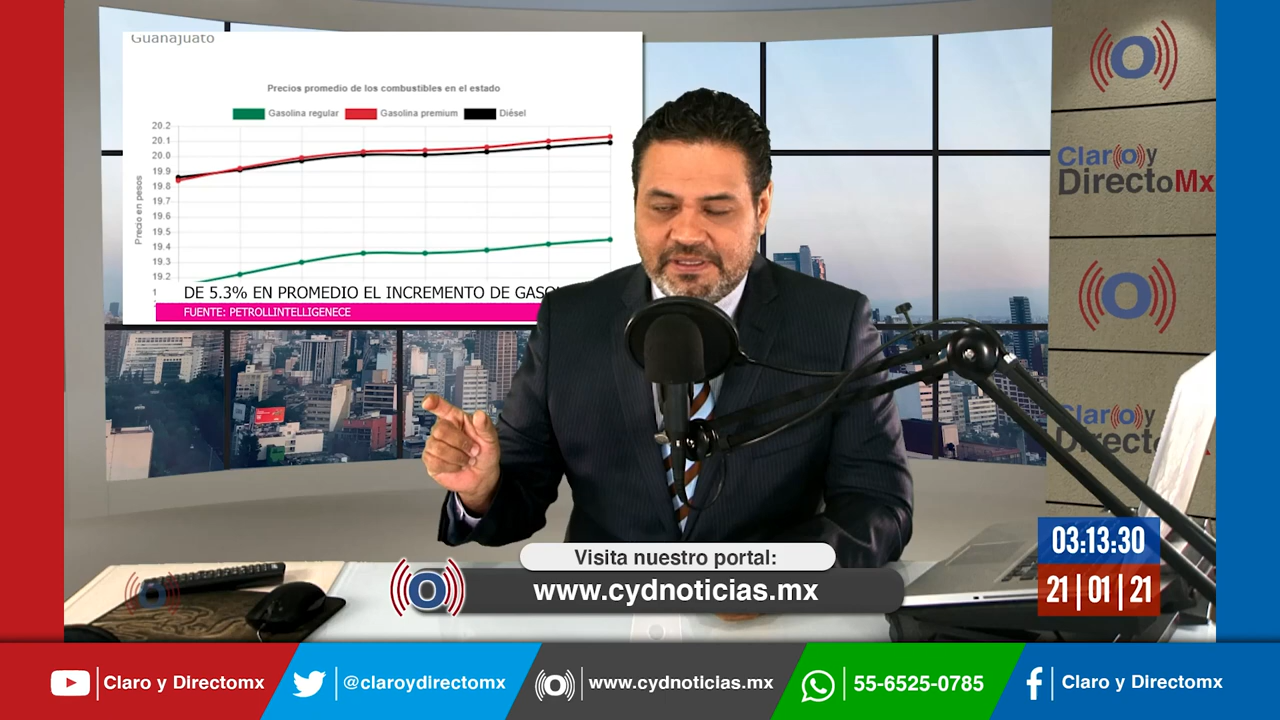 Guanajuato
Precios promedio de los combustibles en el estado
Gasolina regular
Gasolina premium
Diésel
20.2
20.1
20.0
19.9
19.8
19.7
19.6
19.5
19.4
19.3
19.2
Precio en pesos
DE 5.3% EN PROMEDIO EL INCREMENTO DE GASO
FUENTE: PETROLLINTELLIGENECE
Claro y
DirectoMx
Claro y
Direct
03:13:30
21 | 01 | 21
Visita nuestro portal:
www.cydnoticias.mx
Claro y Directomx
@claroydirectomx
www.cydnoticias.mx
55-6525-0785
Claro y Directomx